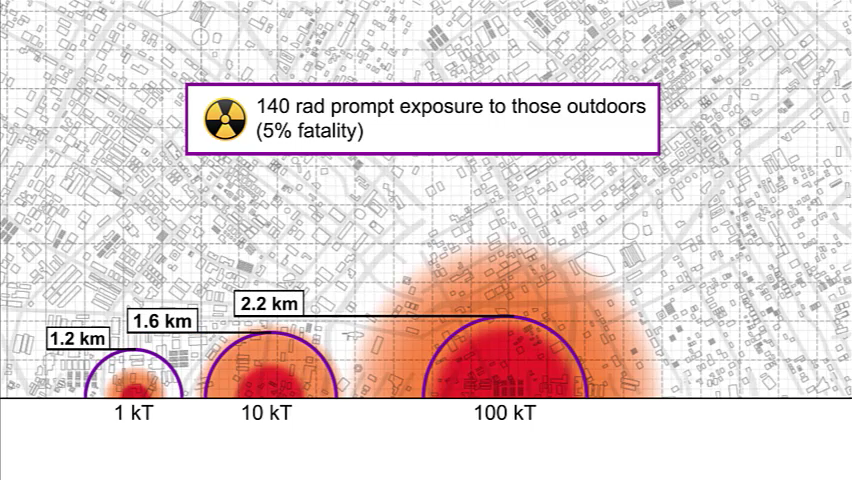 140 rad prompt exposure to those outdoors
(5% fatality)
2.2 km
1.6 km
1.2 km
1 kT
10 kT
100 kT